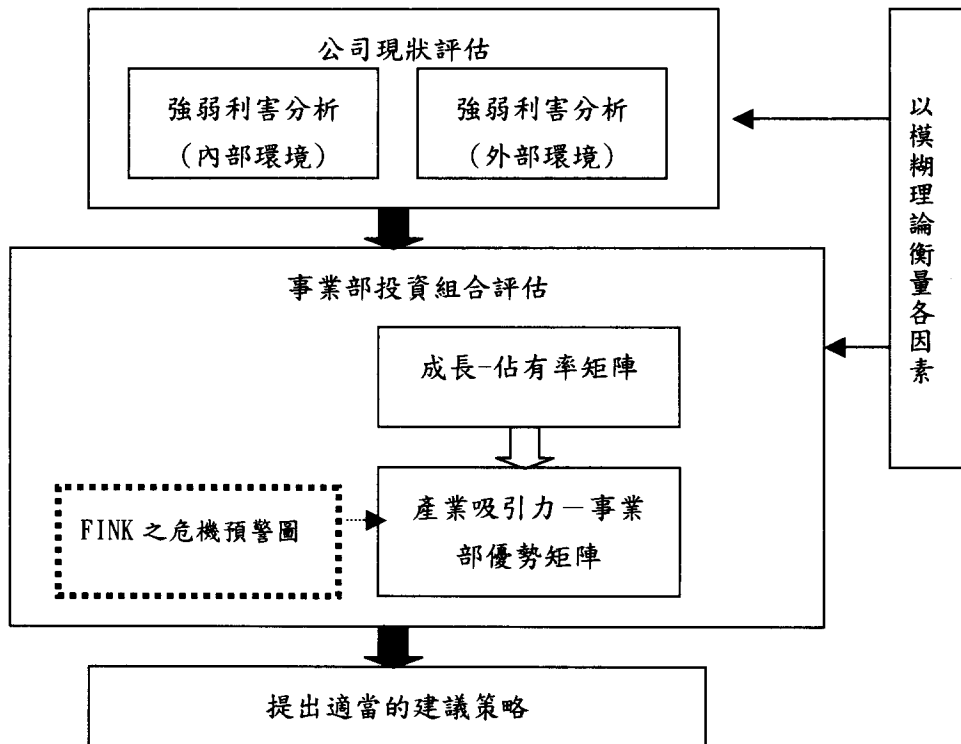 公司現狀評估
強弱利害分析
(內部環境)
強弱利害分析
(外部環境)
以模糊理論衡量各因素
事業部投資組合評估
成長-佔有率矩陣
FINK之危機預警圖
產業吸引力－事業
部優勢矩陣
提出適當的建議策略